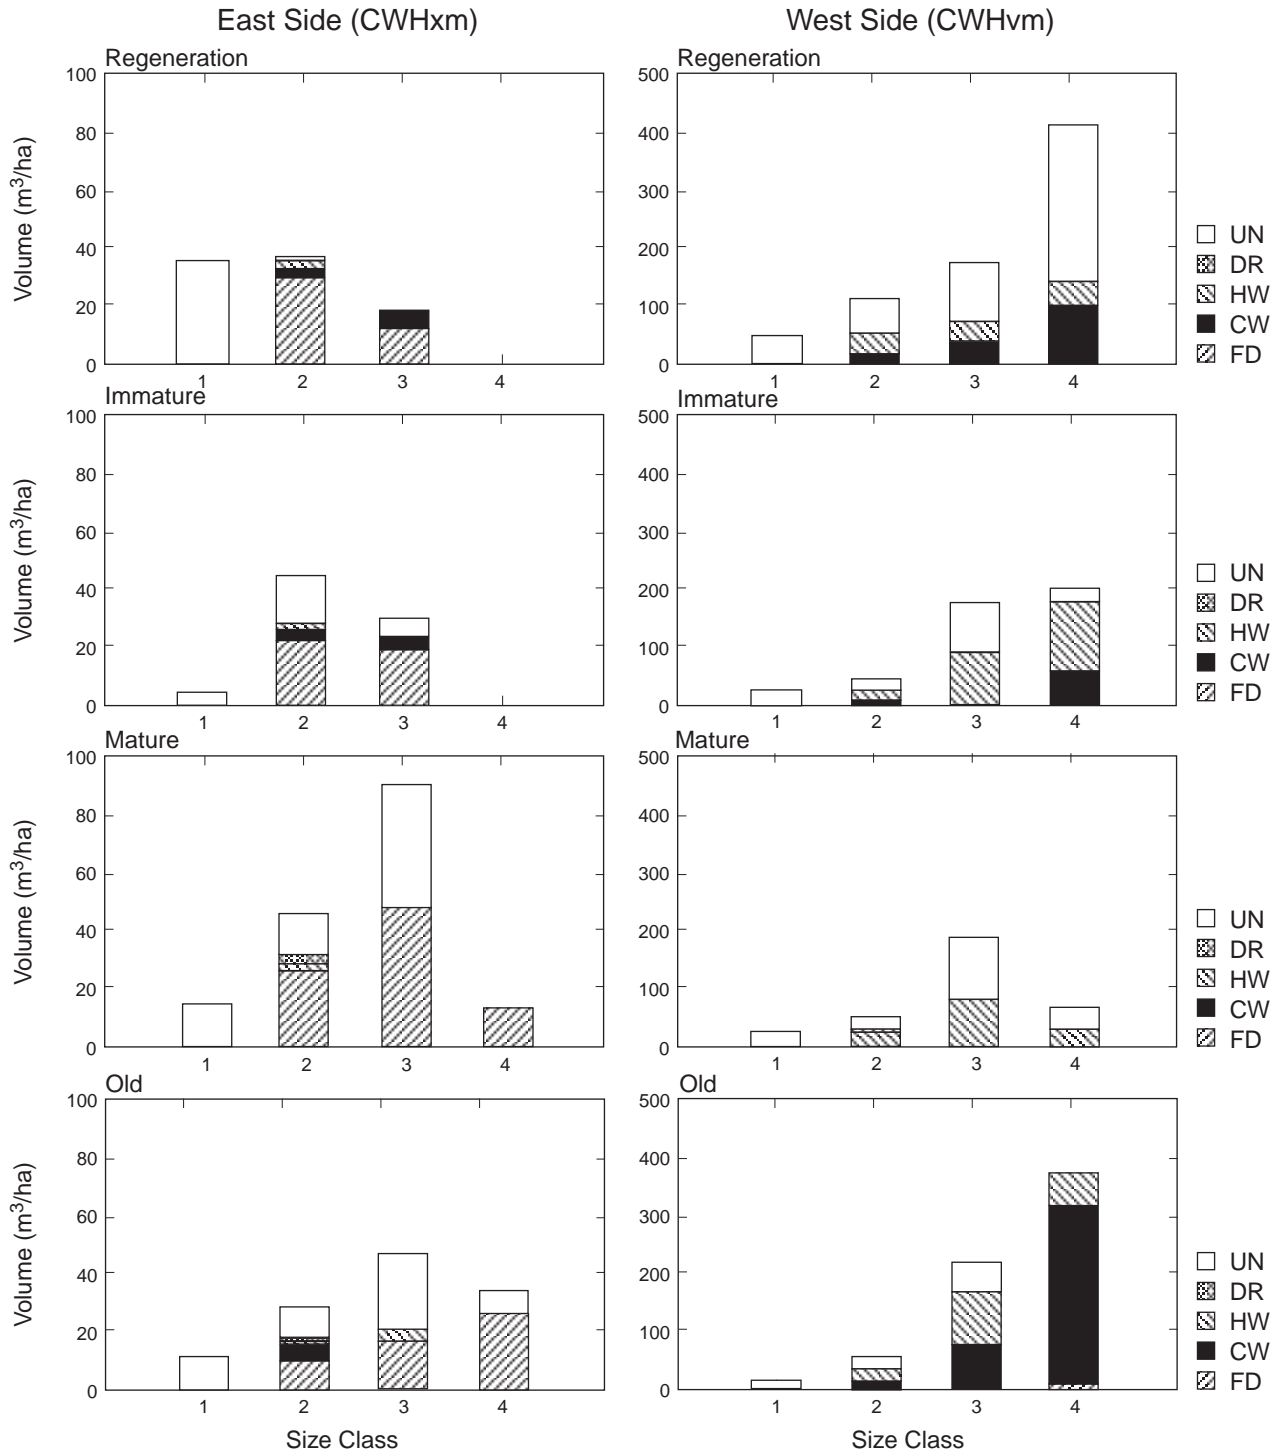 East Side (CWHxm)
West Side (CWHvm)
Regeneration
Regeneration
Volume (m³/ha)
100
80
60
40
20
0
1 2 3 4
500
400
300
200
100
0
1 2 3 4
UN
DR
HW
CW
FD
Immature
Immature
Volume (m³/ha)
100
80
60
40
20
0
1 2 3 4
500
400
300
200
100
0
1 2 3 4
UN
DR
HW
CW
FD
Mature
Mature
Volume (m³/ha)
100
80
60
40
20
0
1 2 3 4
500
400
300
200
100
0
1 2 3 4
UN
DR
HW
CW
FD
Old
Old
Volume (m³/ha)
100
80
60
40
20
0
1 2 3 4
500
400
300
200
100
0
1 2 3 4
UN
DR
HW
CW
FD
Size Class
Size Class